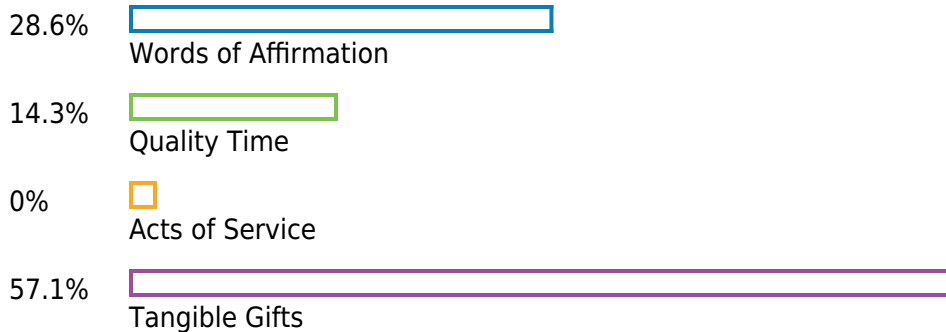 28.6%
Words of Affirmation
14.3%
Quality Time
0%
Acts of Service
57.1%
Tangible Gifts